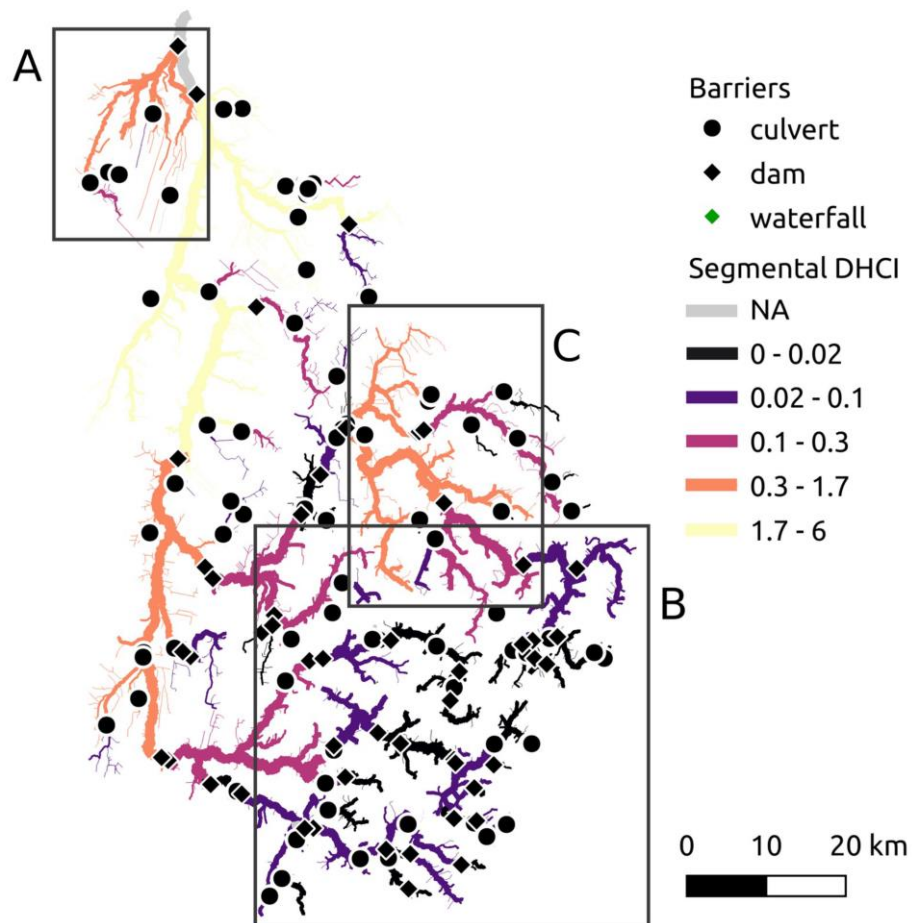 A
Barriers
culvert
dam
waterfall
Segmental DHCI
NA
0 - 0.02
0.02 - 0.1
0.1 - 0.3
0.3 - 1.7
1.7 - 6
C
B
0 10 20 km